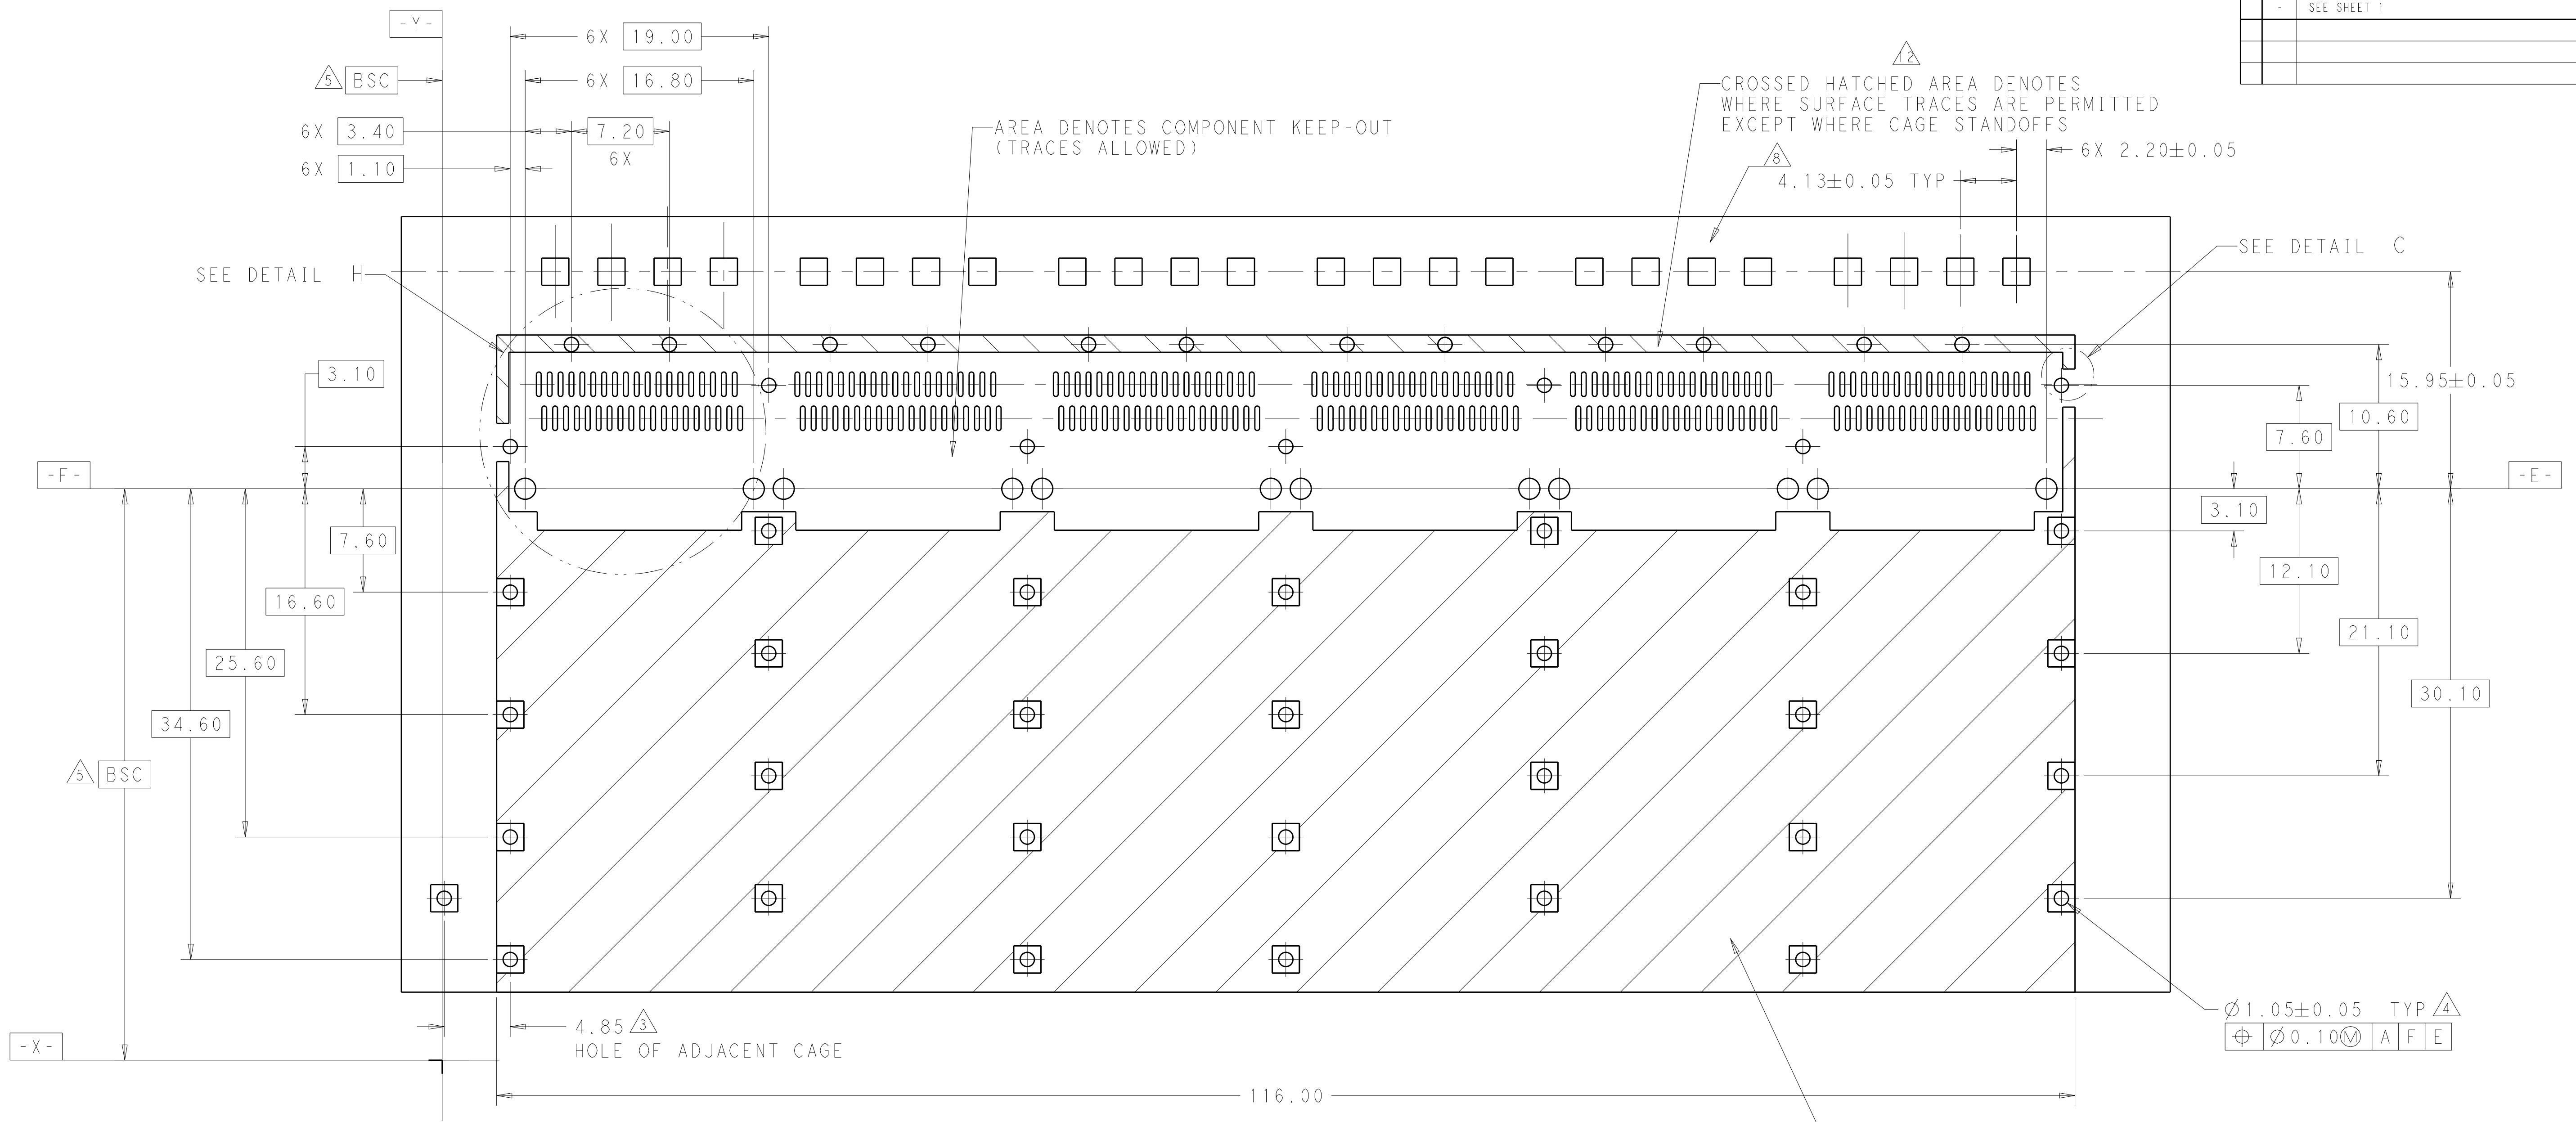 - SEE SHEET 1
-Y-
6X 19.00
5 BSC
6X 16.80
12
CROSSED HATCHED AREA DENOTES
WHERE SURFACE TRACES ARE PERMITTED
EXCEPT WHERE CAGE STANDOFFS
6X 3.40
7.20
6X
AREA DENOTES COMPONENT KEEP-OUT
(TRACES ALLOWED)
6X 1.10
8
6X 2.20±0.05
4.13±0.05 TYP
SEE DETAIL H
SEE DETAIL C
3.10
15.95±0.05
10.60
7.60
-F-
-E-
3.10
7.60
12.10
16.60
21.10
25.60
30.10
34.60
5 BSC
4.85 3
HOLE OF ADJACENT CAGE
-X-
Ø1.05±0.05 TYP 4
⌖ Ø0.10Ⓜ A F E
116.00